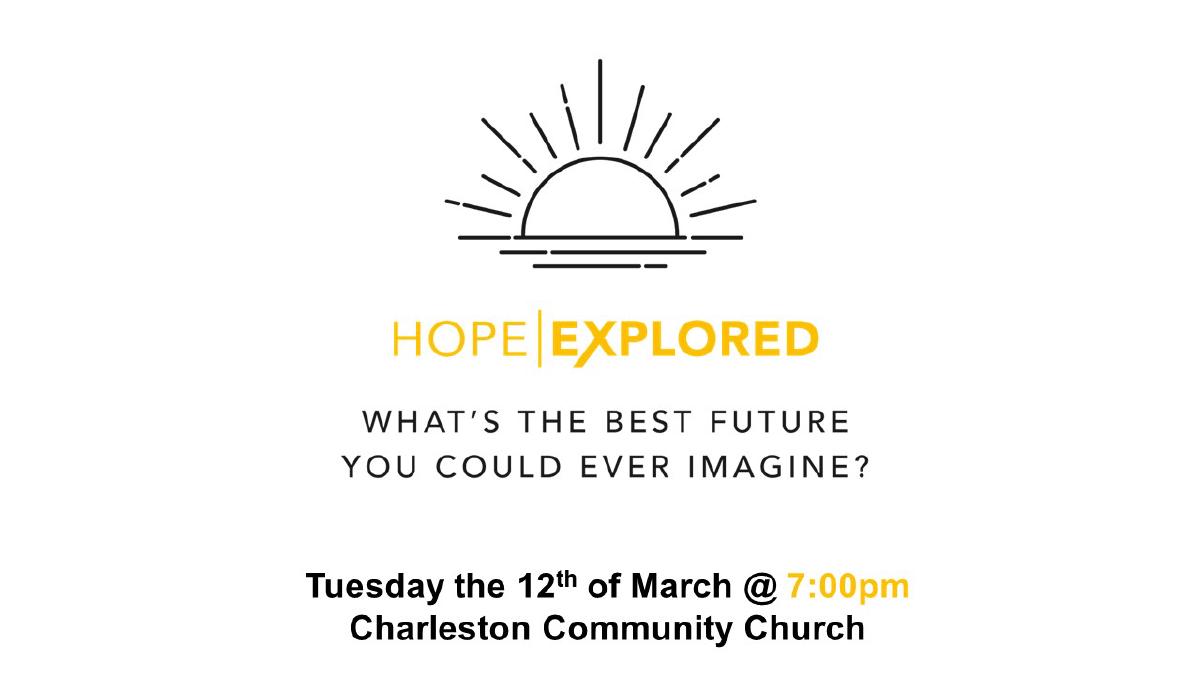 HOPE|EXPLORED
WHAT'S THE BEST FUTURE
YOU COULD EVER IMAGINE?
Tuesday the 12th of March @ 7:00pm
Charleston Community Church